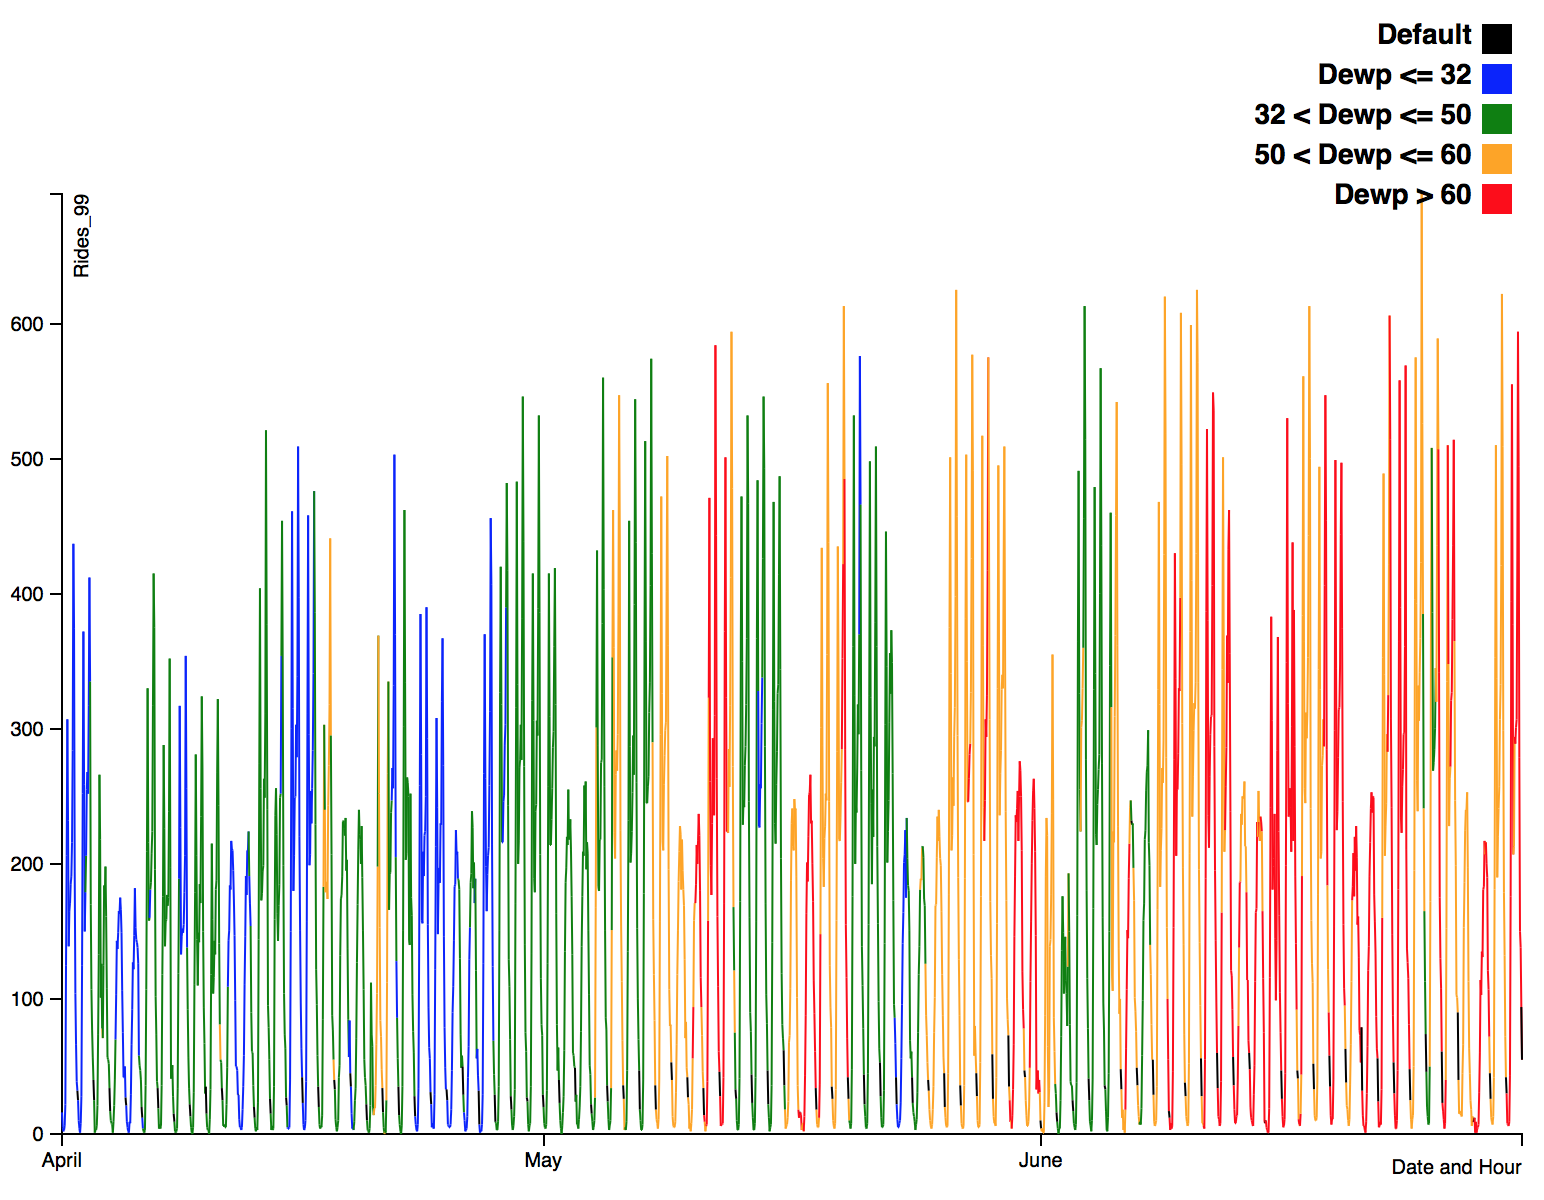 Default
Dewp <= 32
32 < Dewp <= 50
50 < Dewp <= 60
Dewp > 60
Rides_99
600
500
400
300
200
100
0
April
May
June
Date and Hour